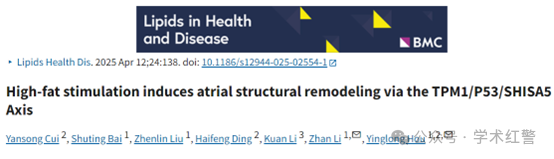 Lipids in Health
and Disease
BMC
Lipids Health Dis. 2025 Apr 12;24:138. doi: 10.1186/s12944-025-02554-1
High-fat stimulation induces atrial structural remodeling via the TPM1/P53/SHISA5
Axis
Yansong Cui 2, Shuting Bai 1, Zhenlin Liu 1, Haifeng Ding 2, Kuan Li 3, Zhan Li 1, Yinglong Hou 1 2
公众号 · 学术红警